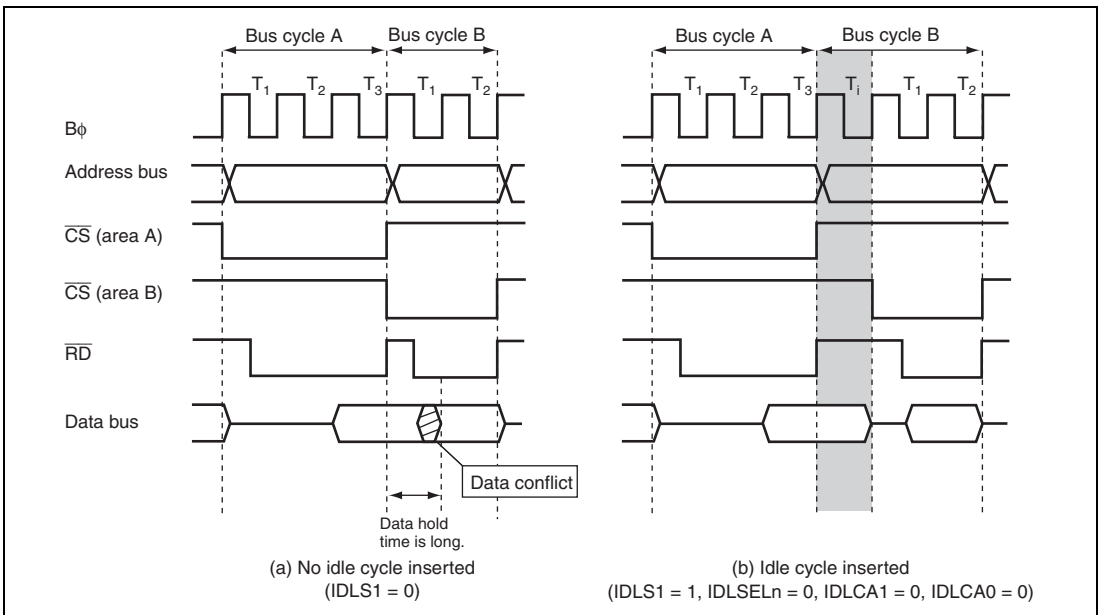 Bus cycle A Bus cycle B Bus cycle A Bus cycle B
T1 T2 T3 T1 T2 T1 T2 T3 Ti T1 T2
Bϕ
Address bus
CS (area A)
CS (area B)
RD
Data bus
Data conflict
Data hold
time is long.
(a) No idle cycle inserted
(IDLS1 = 0)
(b) Idle cycle inserted
(IDLS1 = 1, IDLSELn = 0, IDLCA1 = 0, IDLCA0 = 0)